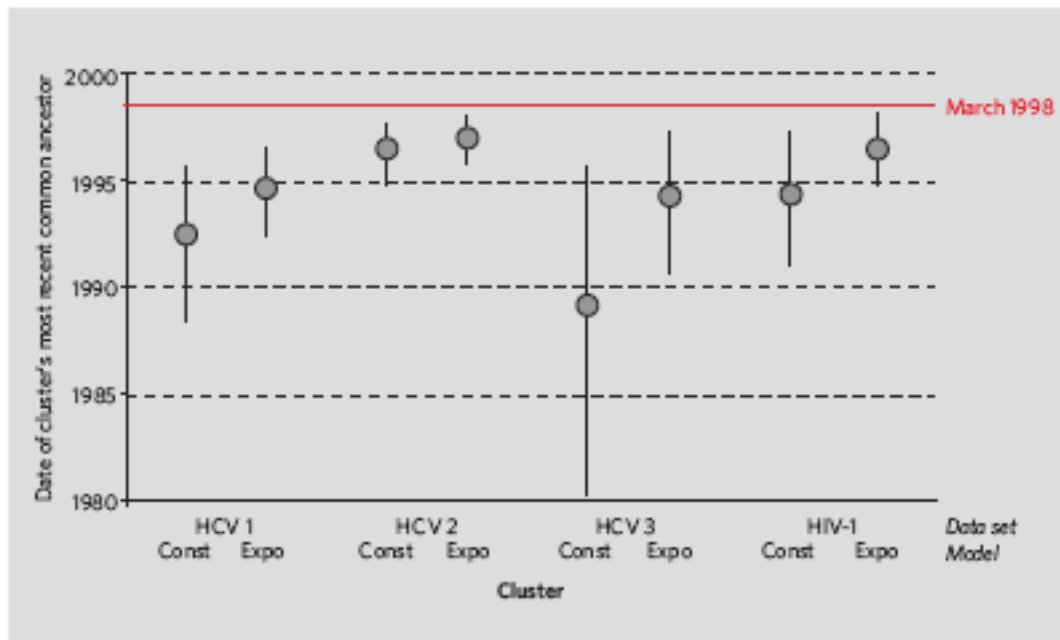 Date of cluster's most recent common ancestor
2000
March 1998
1995
1990
1985
1980
HCV 1 HCV 2 HCV 3 HIV-1 Data set
Const Expo Const Expo Const Expo Const Expo Model
Cluster